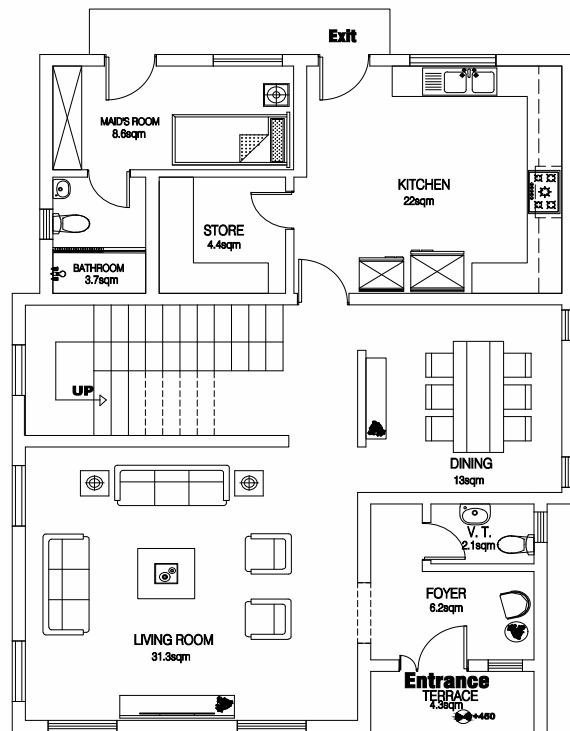 Exit
MAID'S ROOM
8.6sqm
KITCHEN
22sqm
STORE
4.4sqm
BATHROOM
3.7sqm
UP
DINING
13sqm
V. T.
2.1sqm
FOYER
6.2sqm
LIVING ROOM
31.3sqm
Entrance
TERRACE
4.3sqm
+450